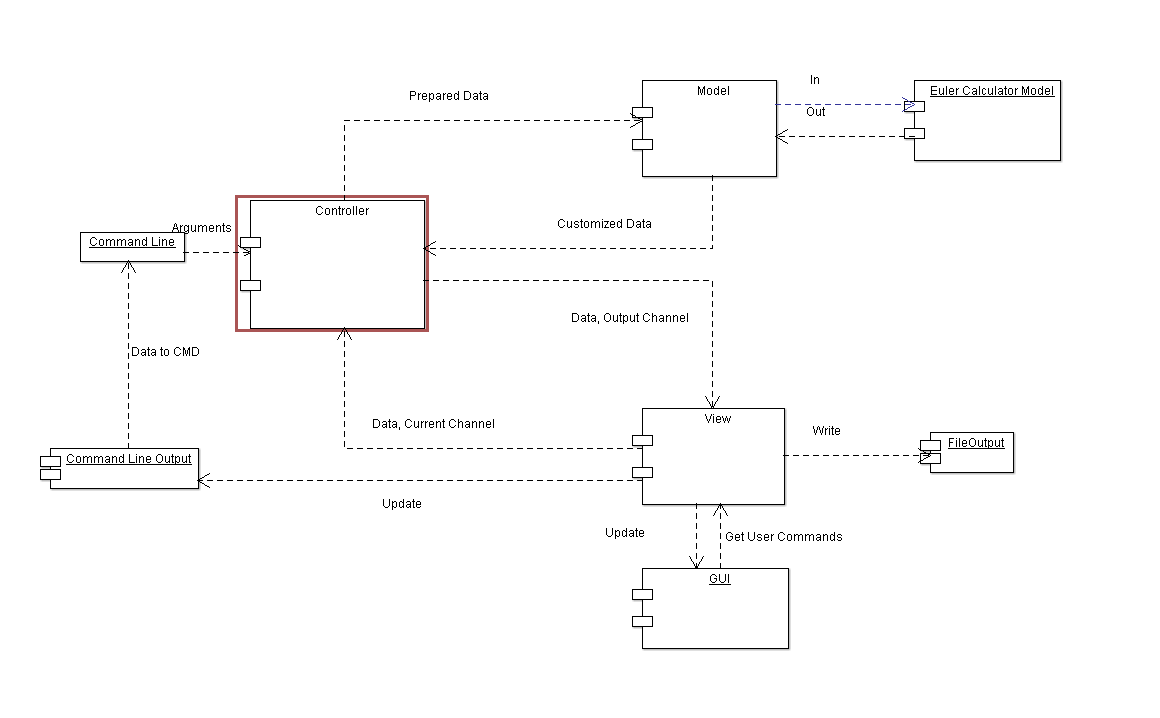 In
Model
Euler Calculator Model
Prepared Data
Out
Controller
Customized Data
Arguments
Command Line
Data, Output Channel
Data to CMD
View
Data, Current Channel
Write
FileOutput
Command Line Output
Update
Update
Get User Commands
GUI